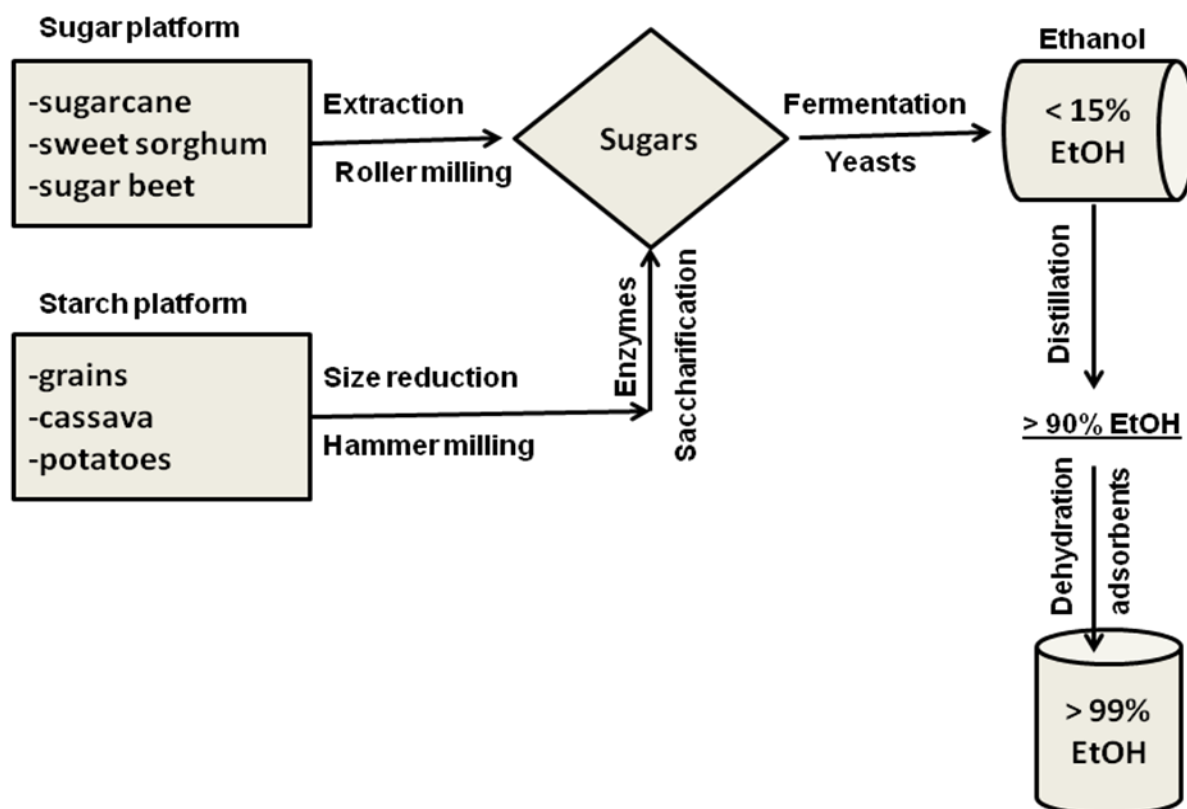 Sugar platform
-sugarcane
-sweet sorghum
-sugar beet
Extraction
Roller milling
Sugars
Fermentation
Yeasts
Ethanol
< 15%
EtOH
Starch platform
-grains
-cassava
-potatoes
Size reduction
Hammer milling
Enzymes
Saccharification
Distillation
> 90% EtOH
Dehydration
adsorbents
> 99%
EtOH